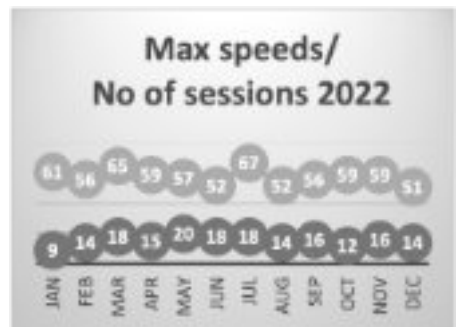 Max speeds/
No of sessions 2022
61 56 65 59 57 52 67 52 56 59 59 51
9 14 18 15 20 18 18 14 16 12 16 14
JAN FEB MAR APR MAY JUN JUL AUG SEP OCT NOV DEC